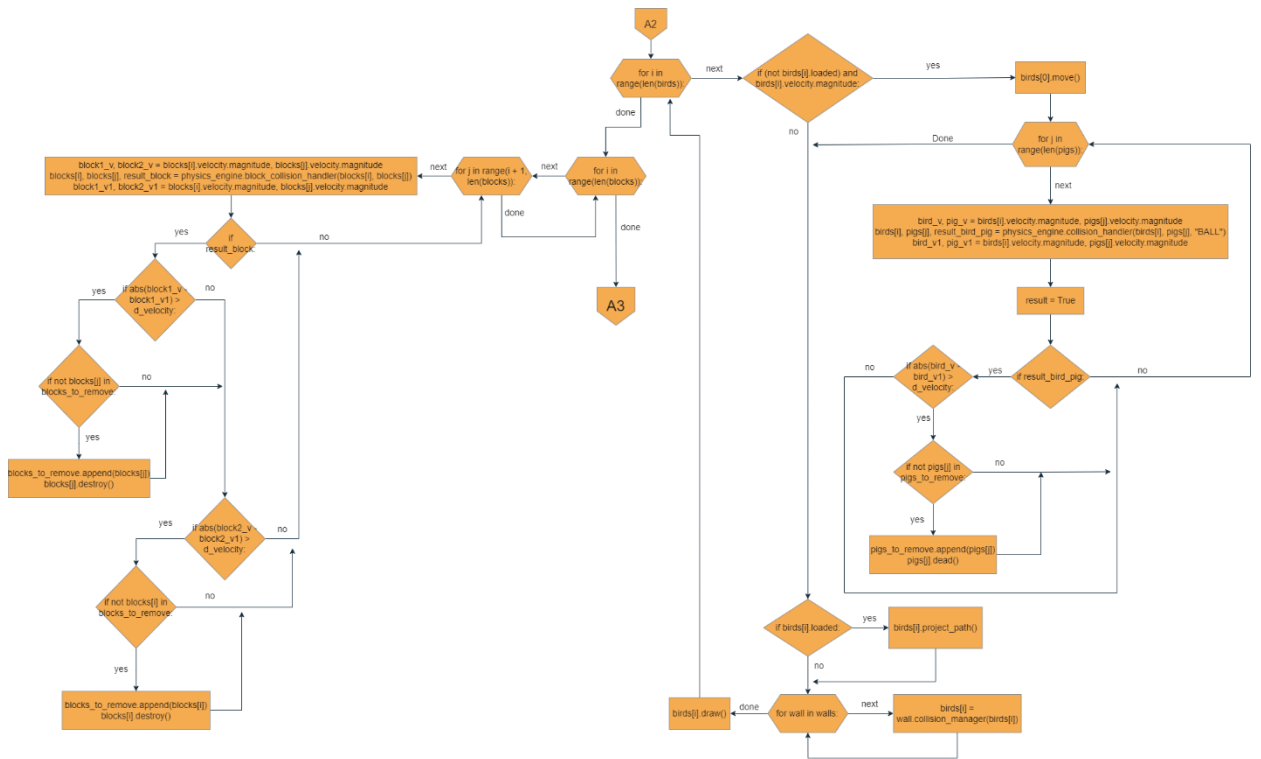 A2
for i in
range(len(birds)):
next
if (not birds[i].loaded) and
birds[i].velocity.magnitude:
yes
birds[0].move()
done
no
Done
for j in
range(len(pigs)):
next
block1_v, block2_v = blocks[i].velocity.magnitude, blocks[j].velocity.magnitude
blocks[i], blocks[j], result_block = physics_engine.block_collision_handler(blocks[i], blocks[j])
block1_v1, block2_v1 = blocks[i].velocity.magnitude, blocks[j].velocity.magnitude
next
for j in range(i + 1,
len(blocks)):
next
for i in
range(len(blocks)):
done
done
A3
bird_v, pig_v = birds[i].velocity.magnitude, pigs[j].velocity.magnitude
birds[i], pigs[j], result_bird_pig = physics_engine.collision_handler(birds[i], pigs[j], "BALL")
bird_v1, pig_v1 = birds[i].velocity.magnitude, pigs[j].velocity.magnitude
yes
if
result_block:
no
yes
if abs(block1_v -
block1_v1) >
d_velocity:
no
result = True
if not blocks[j] in
blocks_to_remove:
no
yes
blocks_to_remove.append(blocks[j])
blocks[j].destroy()
no
if abs(bird_v -
bird_v1) >
d_velocity:
yes
if result_bird_pig:
no
yes
if not pigs[j] in
pigs_to_remove:
no
yes
pigs_to_remove.append(pigs[j])
pigs[j].dead()
yes
if abs(block2_v -
block2_v1) >
d_velocity:
no
if not blocks[i] in
blocks_to_remove:
no
yes
blocks_to_remove.append(blocks[i])
blocks[i].destroy()
if birds[i].loaded:
yes
birds[i].project_path()
no
birds[i].draw()
done
for wall in walls:
next
birds[i] =
wall.collision_manager(birds[i])